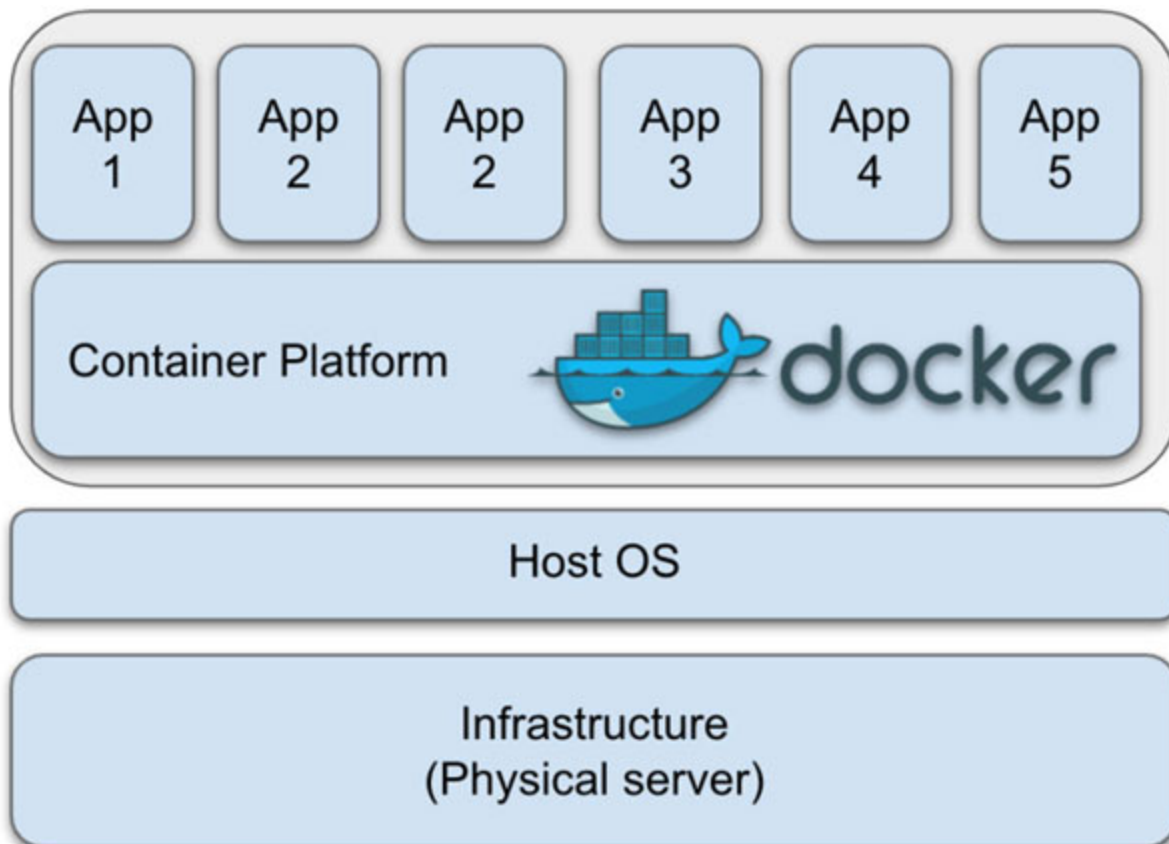 App
1
App
2
App
2
App
3
App
4
App
5
Container Platform
docker
Host OS
Infrastructure
(Physical server)